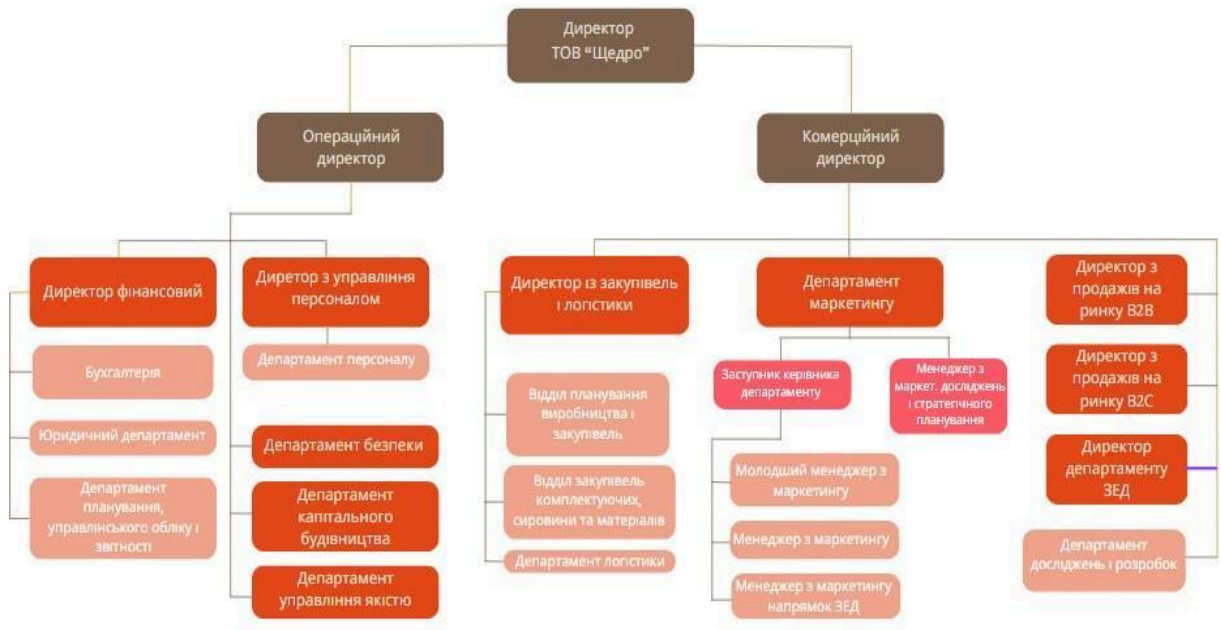 Директор
ТОВ “Щедро”
Операційний
директор
Комерційний
директор
Директор фінансовий
Диретор з управління
персоналом
Директор із закупівель
і логістики
Департамент
маркетингу
Директор з
продажів на
ринку B2B
Бухгалтерія
Департамент персоналу
Заступник керівника
департаменту
Менеджер з
маркет. досліджень
і стратегічного
планування
Директор з
продажів на
ринку B2C
Юридичний департамент
Департамент безпеки
Відділ планування
виробництва і
закупівель
Директор
департаменту
ЗЕД
Департамент
планування,
управлінського обліку і
звітності
Департамент
капітального
будівництва
Відділ закупівель
комплектуючих,
сировини та матеріалів
Молодший менеджер з
маркетингу
Менеджер з маркетингу
Департамент
досліджень і розробок
Департамент
управління якістю
Департамент логістики
Менеджер з маркетингу
напрямок ЗЕД